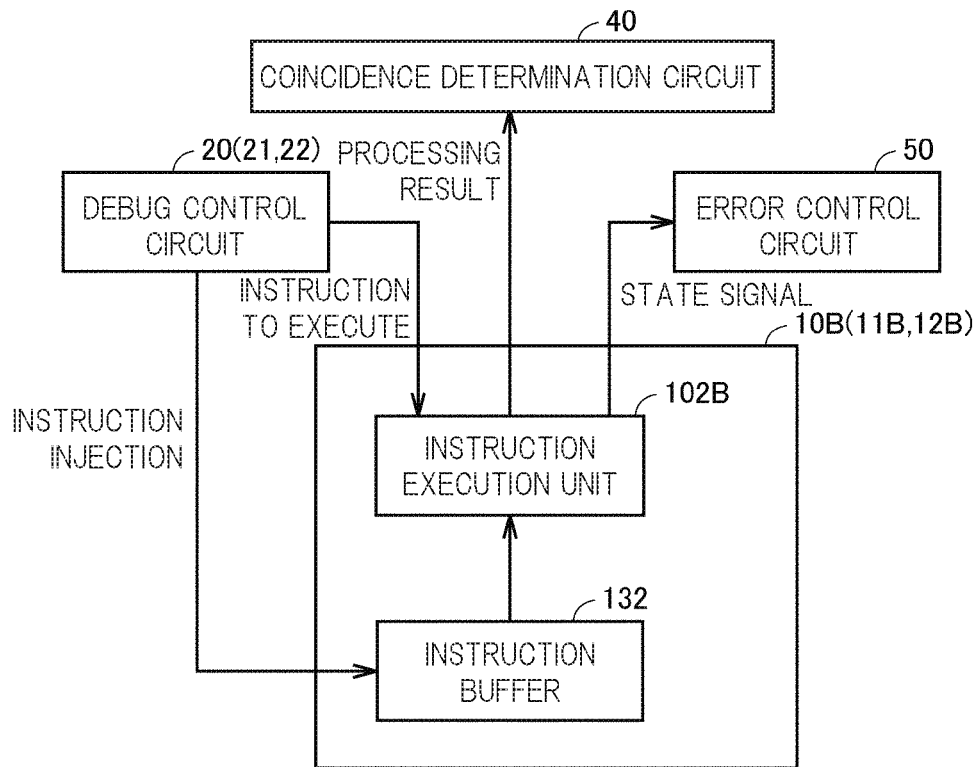 40
COINCIDENCE DETERMINATION CIRCUIT
20(21,22)
PROCESSING
RESULT
50
DEBUG CONTROL
CIRCUIT
ERROR CONTROL
CIRCUIT
INSTRUCTION
TO EXECUTE
STATE SIGNAL
10B(11B,12B)
102B
INSTRUCTION
INJECTION
INSTRUCTION
EXECUTION UNIT
132
INSTRUCTION
BUFFER